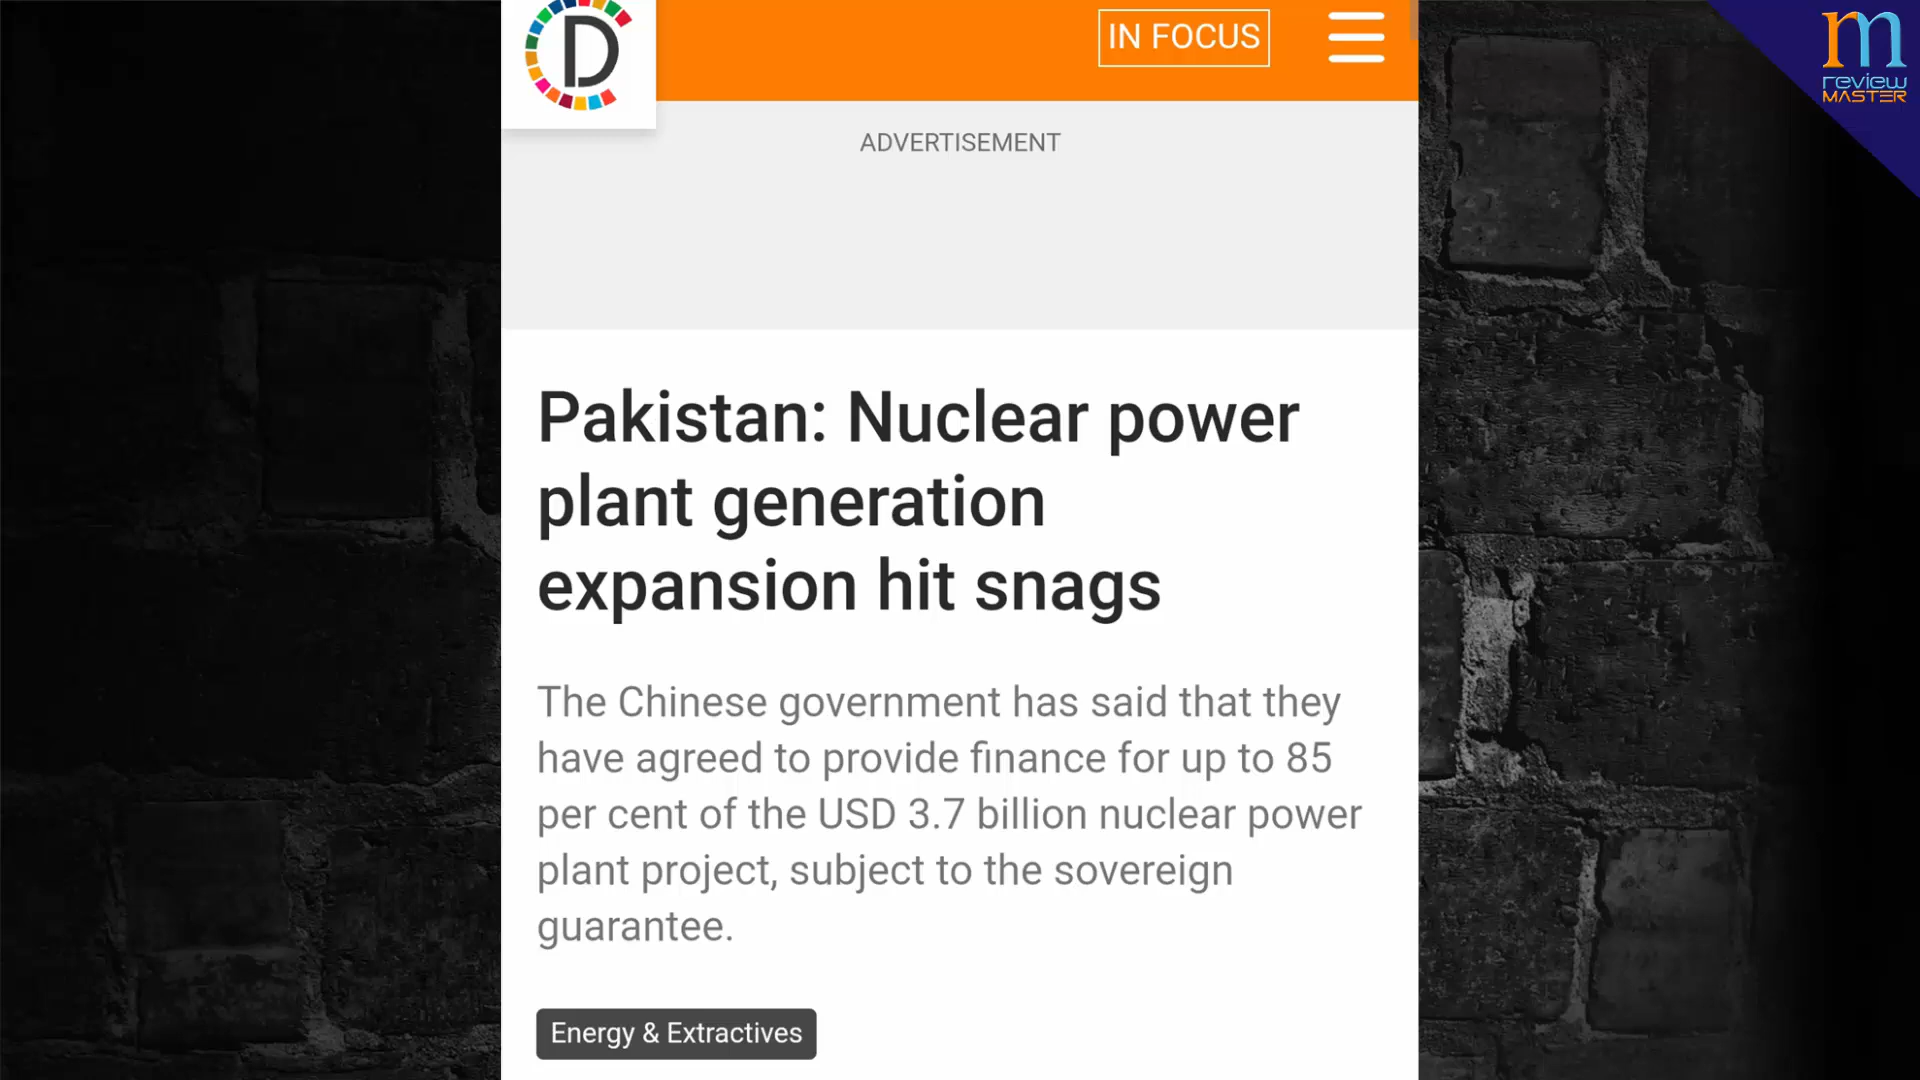 D
IN FOCUS
m
review
MASTER
ADVERTISEMENT
Pakistan: Nuclear power
plant generation
expansion hit snags
The Chinese government has said that they
have agreed to provide finance for up to 85
per cent of the USD 3.7 billion nuclear power
plant project, subject to the sovereign
guarantee.
Energy & Extractives